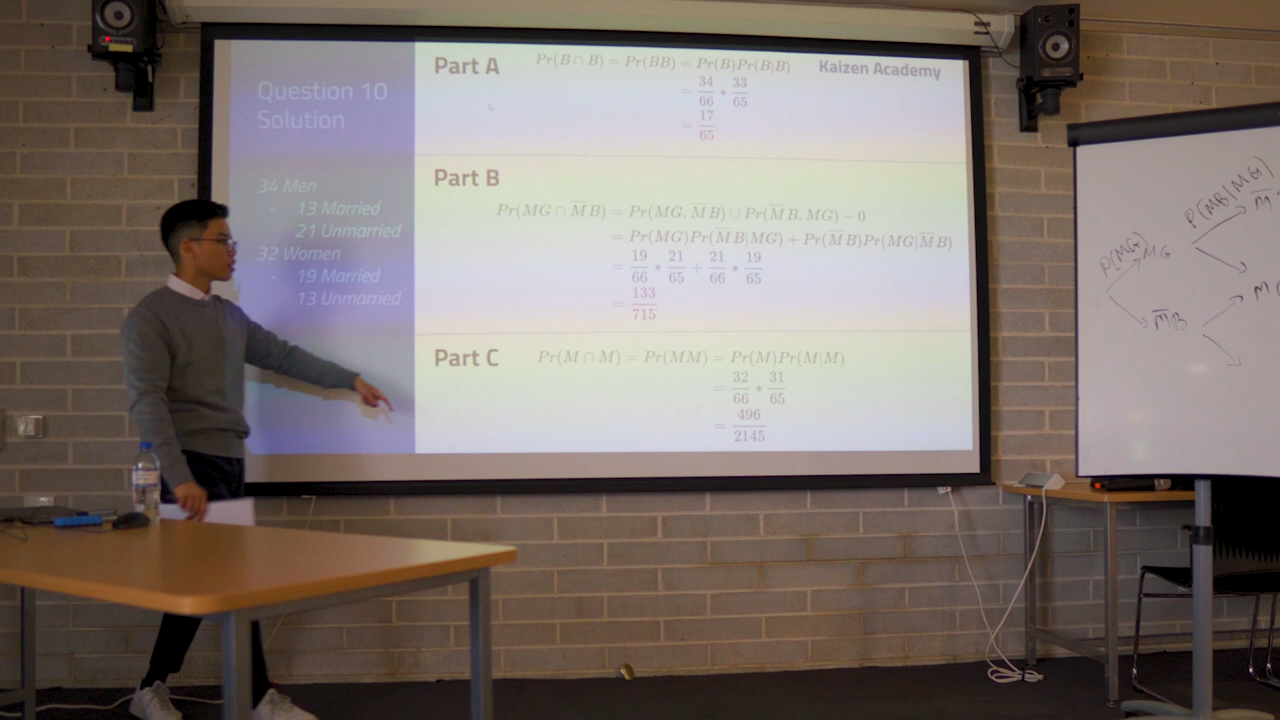 Question 10
Solution
34 Men
- 13 Married
21 Unmarried
32 Women
- 19 Married
13 Unmarried
Kaizen Academy
Part A
Pr(B ∩ B) = Pr(BB) = Pr(B)Pr(B|B)
= 34/66 * 33/65
= 17/65
Part B
Pr(MG ∩ M̅B) = Pr(MG, M̅B) ∪ Pr(M̅B, MG) − 0
= Pr(MG)Pr(M̅B|MG) + Pr(M̅B)Pr(MG|M̅B)
= 19/66 * 21/65 + 21/66 * 19/65
= 133/715
Part C
Pr(M ∩ M) = Pr(MM) = Pr(M)Pr(M|M)
= 32/66 * 31/65
= 496/2145
P(MG)
MG
P(M̅B|MG)
M̅B